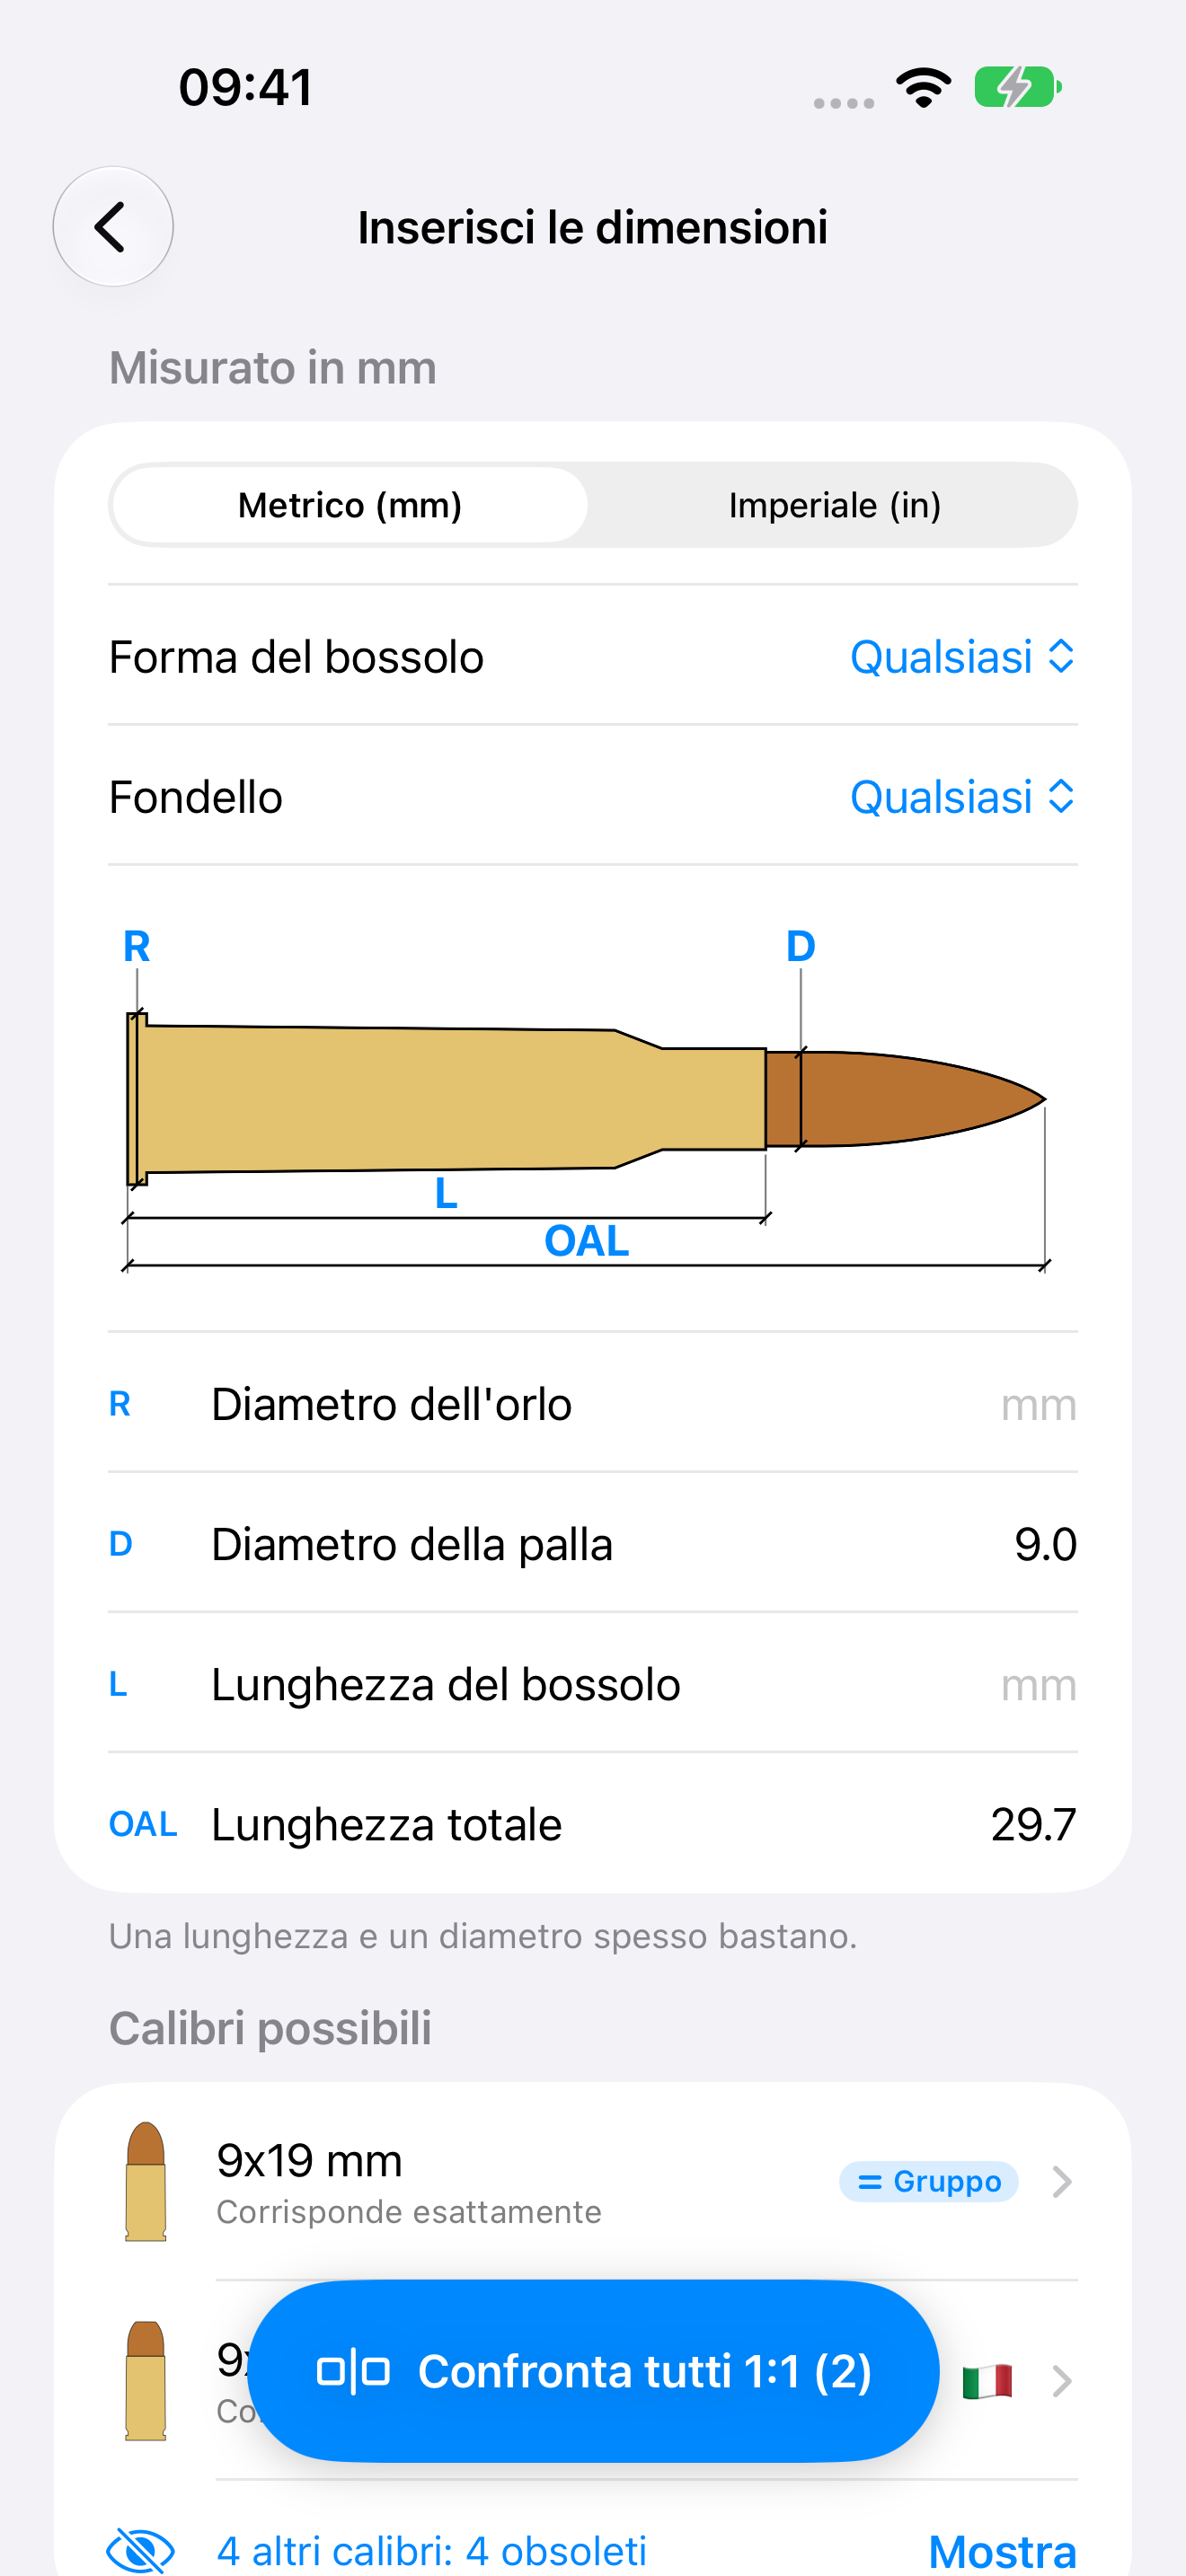 09:41
Inserisci le dimensioni
Misurato in mm
Metrico (mm)
Imperiale (in)
Forma del bossolo
Qualsiasi
Fondello
Qualsiasi
R
D
L
OAL
R Diametro dell'orlo mm
D Diametro della palla 9.0
L Lunghezza del bossolo mm
OAL Lunghezza totale 29.7
Una lunghezza e un diametro spesso bastano.
Calibri possibili
9x19 mm
Corrisponde esattamente
= Gruppo
Confronta tutti 1:1 (2)
4 altri calibri: 4 obsoleti
Mostra